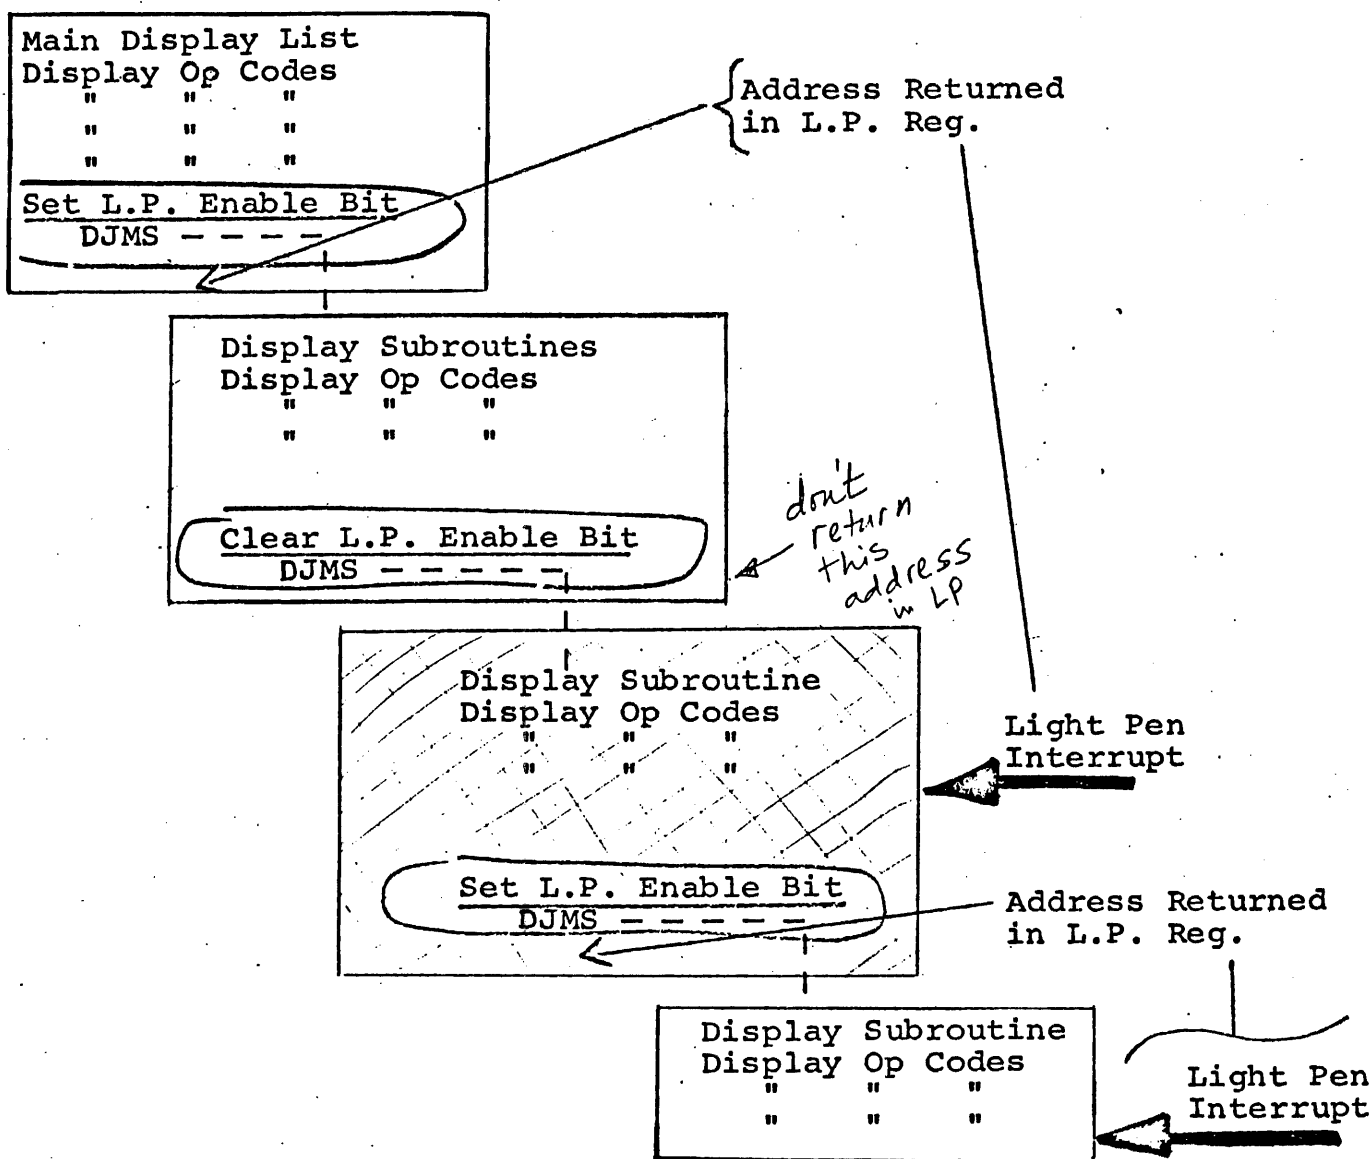 Main Display List
Display Op Codes
" " "
" " "
" " "
Set L.P. Enable Bit
DJMS - - - -
Address Returned
in L.P. Reg.
Display Subroutines
Display Op Codes
" " "
" " "
Clear L.P. Enable Bit
DJMS - - - - -
don't
return
this
address
in LP
Display Subroutine
Display Op Codes
" " "
" " "
Light Pen
Interrupt
Set L.P. Enable Bit
DJMS - - - - -
Address Returned
in L.P. Reg.
Display Subroutine
Display Op Codes
" " "
" " "
Light Pen
Interrupt